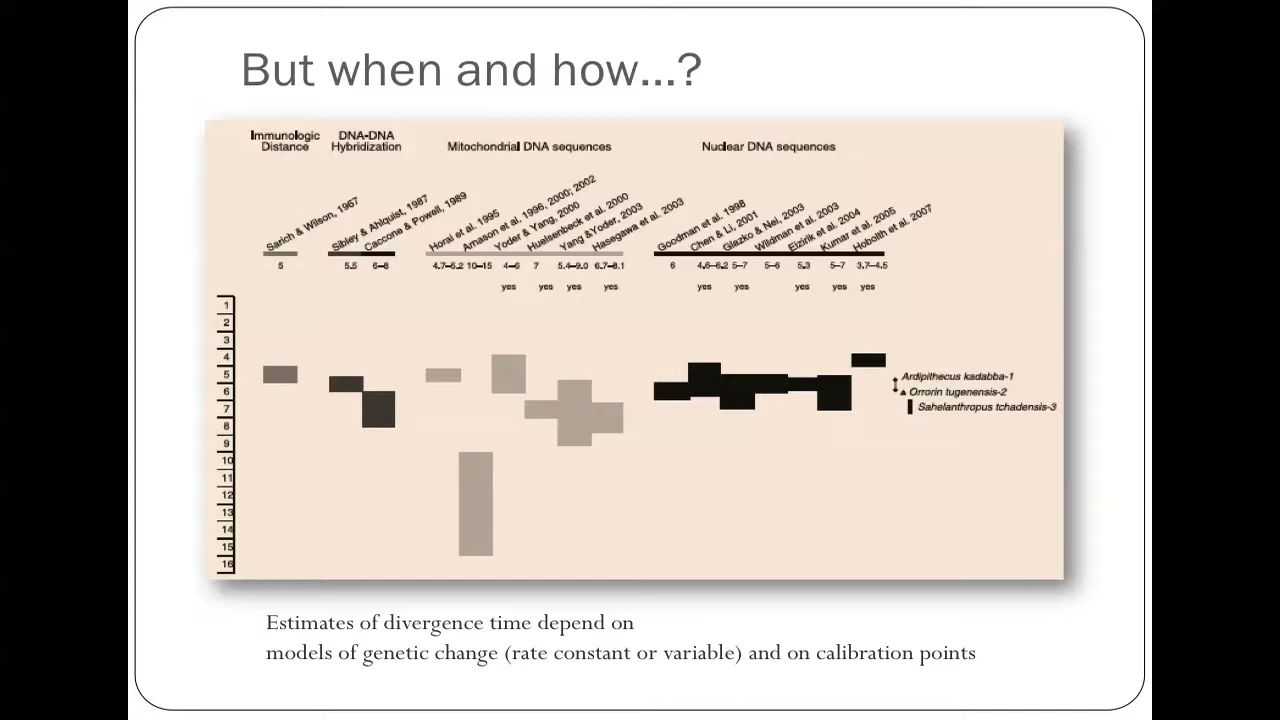 But when and how...?
Immunologic Distance
DNA-DNA Hybridization
Mitochondrial DNA sequences
Nuclear DNA sequences
Sarich & Wilson, 1967
Sibley & Ahlquist, 1987
Caccone & Powell, 1989
Horai et al. 1995
Arnason et al. 1996, 2000; 2002
Yoder & Yang, 2000
Huelsenbeck et al. 2000
Yang & Yoder, 2003
Hasegawa et al. 2003
Goodman et al. 1998
Chen & Li, 2001
Glazko & Nei, 2003
Wildman et al. 2003
Eizirik et al. 2004
Kumar et al. 2005
Hobolth et al. 2007
5 5.5 6–8 4.7–5.2 10–15 4–6 7 5.4–9.0 6.7–8.1 6 4.6–6.2 5–7 5–6 5.3 5–7 3.7–4.5
yes yes yes yes yes yes yes yes yes
1
2
3
4
5
6
7
8
9
10
11
12
13
14
15
16
Ardipithecus kadabba-1
Orrorin tugenensis-2
Sahelanthropus tchadensis-3
Estimates of divergence time depend on
models of genetic change (rate constant or variable) and on calibration points